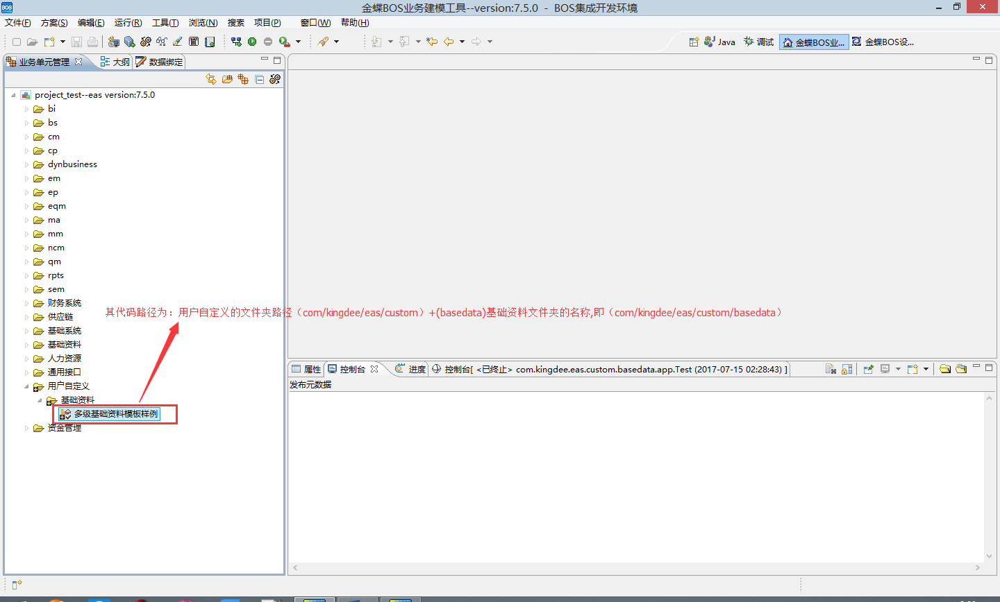 BOS
金蝶BOS业务建模工具--version:7.5.0 - BOS集成开发环境
文件(F) 方案(S) 编辑(E) 运行(R) 工具(T) 浏览(N) 搜索 项目(P) 窗口(W) 帮助(H)
Java 调试 金蝶BOS业... 金蝶BOS设...
业务单元管理 大纲 数据绑定
project_test--eas version:7.5.0
bi
bs
cm
cp
dynbusiness
em
ep
eqm
ma
mm
ncm
qm
rpts
sem
财务系统
其代码路径为：用户自定义的文件夹路径（com/kingdee/eas/custom）+(basedata)基础资料文件夹的名称,即（com/kingdee/eas/custom/basedata）
供应链
基础系统
基础资料
人力资源
通用接口
用户自定义
基础资料
多级基础资料模板样例
资金管理
属性 控制台 进度 控制台[ <已终止> com.kingdee.eas.custom.basedata.app.Test (2017-07-15 02:28:43) ]
发布元数据